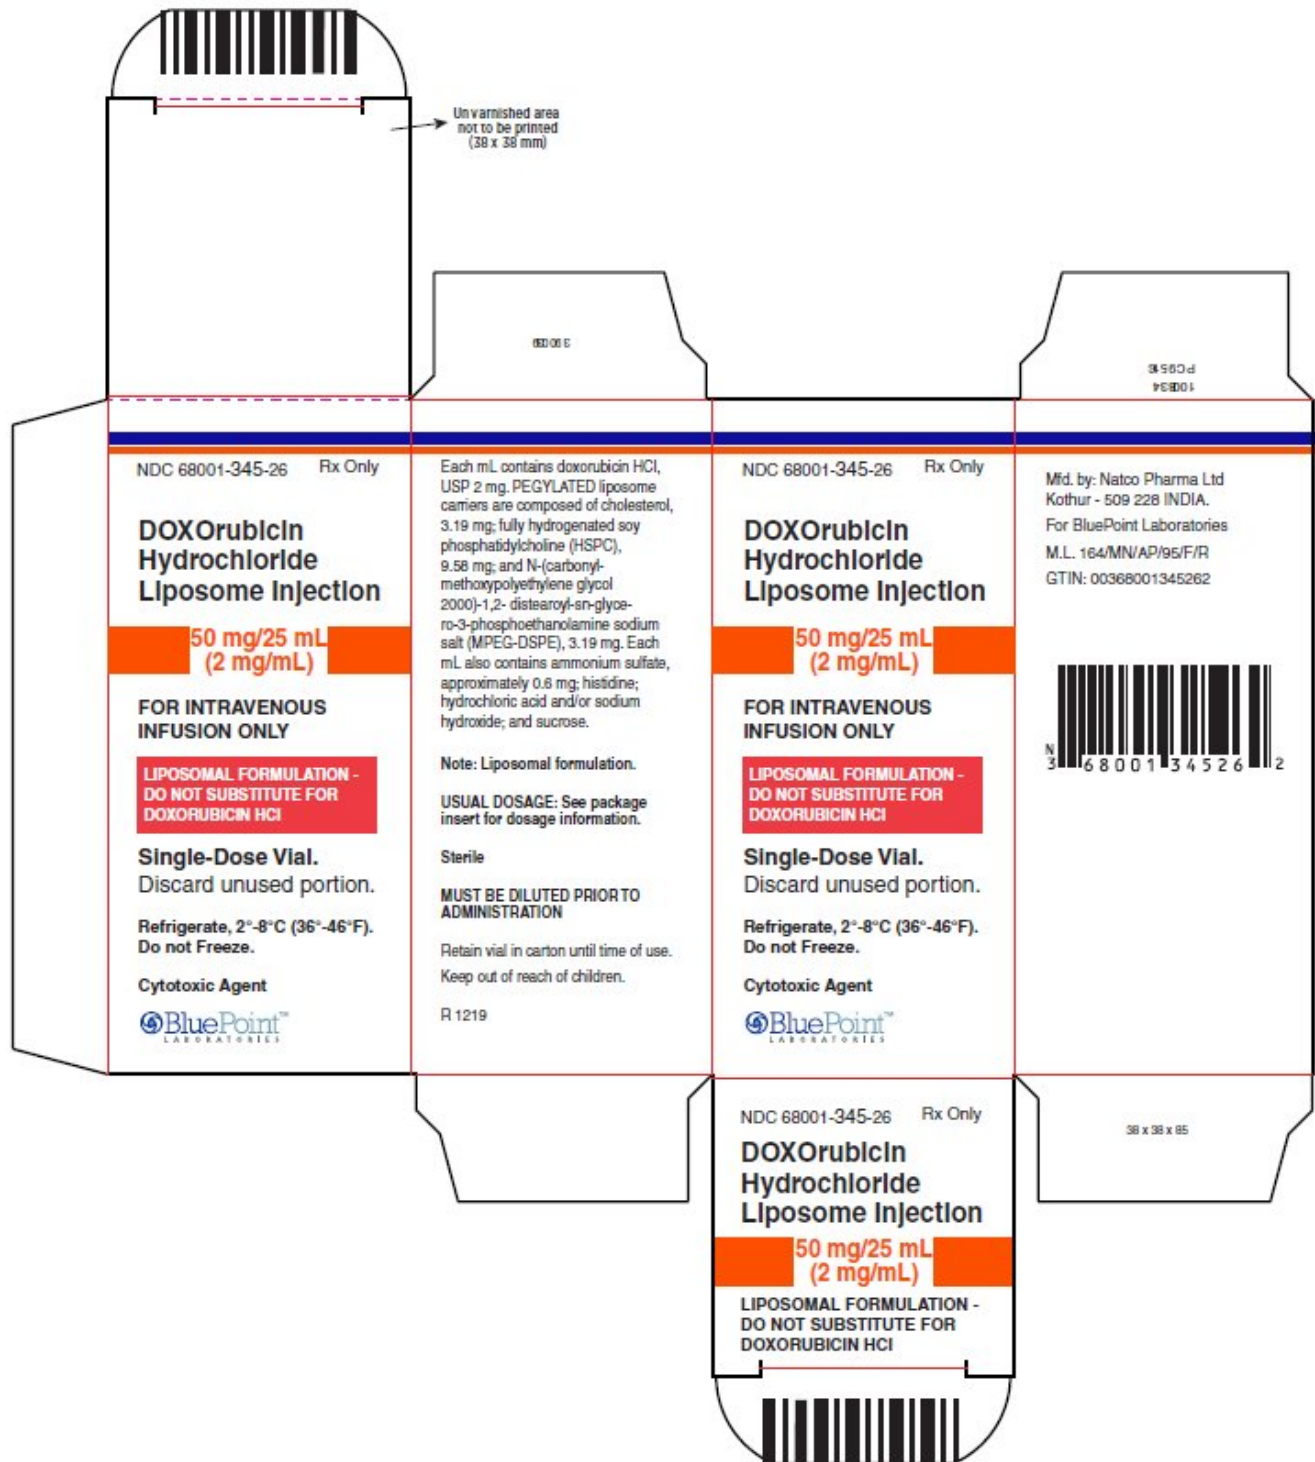 Un varnished area
not to be printed
(38 x 38 mm)
NDC 68001-345-26 Rx Only
DOXOrubicin
Hydrochloride
Liposome Injection
50 mg/25 mL
(2 mg/mL)
FOR INTRAVENOUS
INFUSION ONLY
LIPOSOMAL FORMULATION -
DO NOT SUBSTITUTE FOR
DOXORUBICIN HCl
Single-Dose Vial.
Discard unused portion.
Refrigerate, 2°-8°C (36°-46°F).
Do not Freeze.
Cytotoxic Agent
BluePoint™
LABORATORIES
Each mL contains doxorubicin HCl,
USP 2 mg. PEGYLATED liposome
carriers are composed of cholesterol,
3.19 mg; fully hydrogenated soy
phosphatidylcholine (HSPC),
9.58 mg; and N-(carbonyl-
methoxypolyethylene glycol
2000)-1,2- distearoyl-sn-glyce-
ro-3-phosphoethanolamine sodium
salt (MPEG-DSPE), 3.19 mg. Each
mL also contains ammonium sulfate,
approximately 0.6 mg; histidine;
hydrochloric acid and/or sodium
hydroxide; and sucrose.
Note: Liposomal formulation.
USUAL DOSAGE: See package
insert for dosage information.
Sterile
MUST BE DILUTED PRIOR TO
ADMINISTRATION
Retain vial in carton until time of use.
Keep out of reach of children.
R 1219
NDC 68001-345-26 Rx Only
DOXOrubicin
Hydrochloride
Liposome Injection
50 mg/25 mL
(2 mg/mL)
FOR INTRAVENOUS
INFUSION ONLY
LIPOSOMAL FORMULATION -
DO NOT SUBSTITUTE FOR
DOXORUBICIN HCl
Single-Dose Vial.
Discard unused portion.
Refrigerate, 2°-8°C (36°-46°F).
Do not Freeze.
Cytotoxic Agent
BluePoint™
LABORATORIES
Mfd. by: Natco Pharma Ltd
Kothur - 509 228 INDIA.
For BluePoint Laboratories
M.L. 164/MN/AP/95/F/R
GTIN: 00368001345262
N
3 68001 34526 2
NDC 68001-345-26 Rx Only
DOXOrubicin
Hydrochloride
Liposome Injection
50 mg/25 mL
(2 mg/mL)
LIPOSOMAL FORMULATION -
DO NOT SUBSTITUTE FOR
DOXORUBICIN HCl
38 x 38 x 85